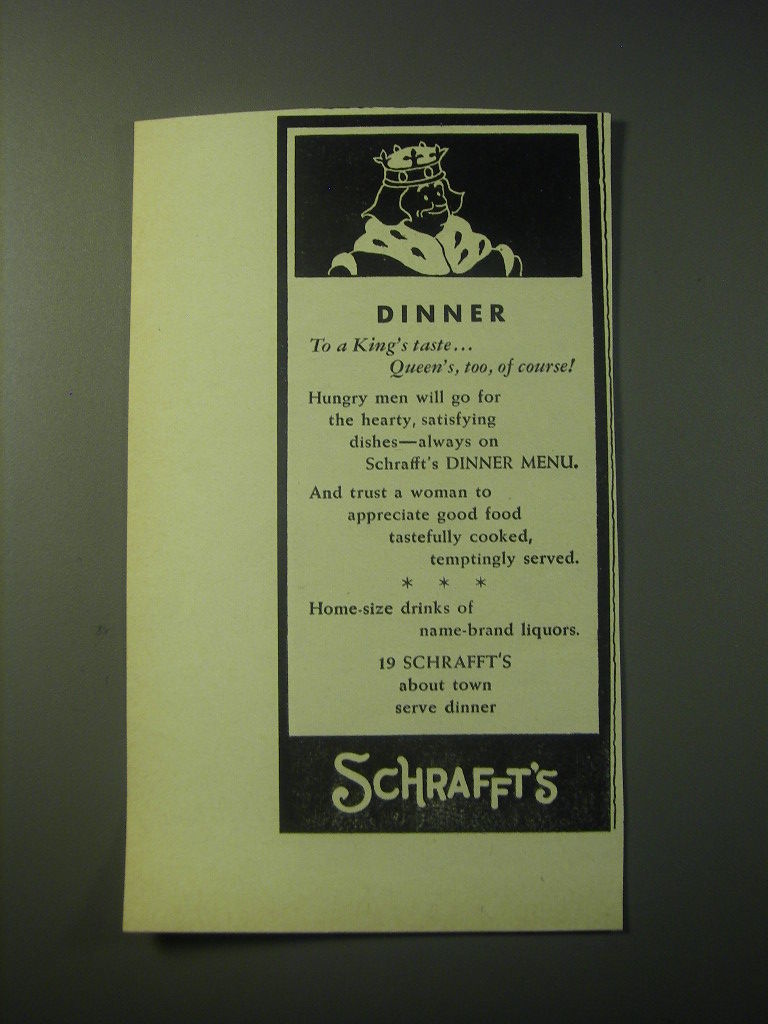 DINNER
To a King's taste...
Queen's, too, of course!
Hungry men will go for
the hearty, satisfying
dishes—always on
Schrafft's DINNER MENU.
And trust a woman to
appreciate good food
tastefully cooked,
temptingly served.
* * *
Home-size drinks of
name-brand liquors.
19 SCHRAFFT'S
about town
serve dinner
SCHRAFFT'S